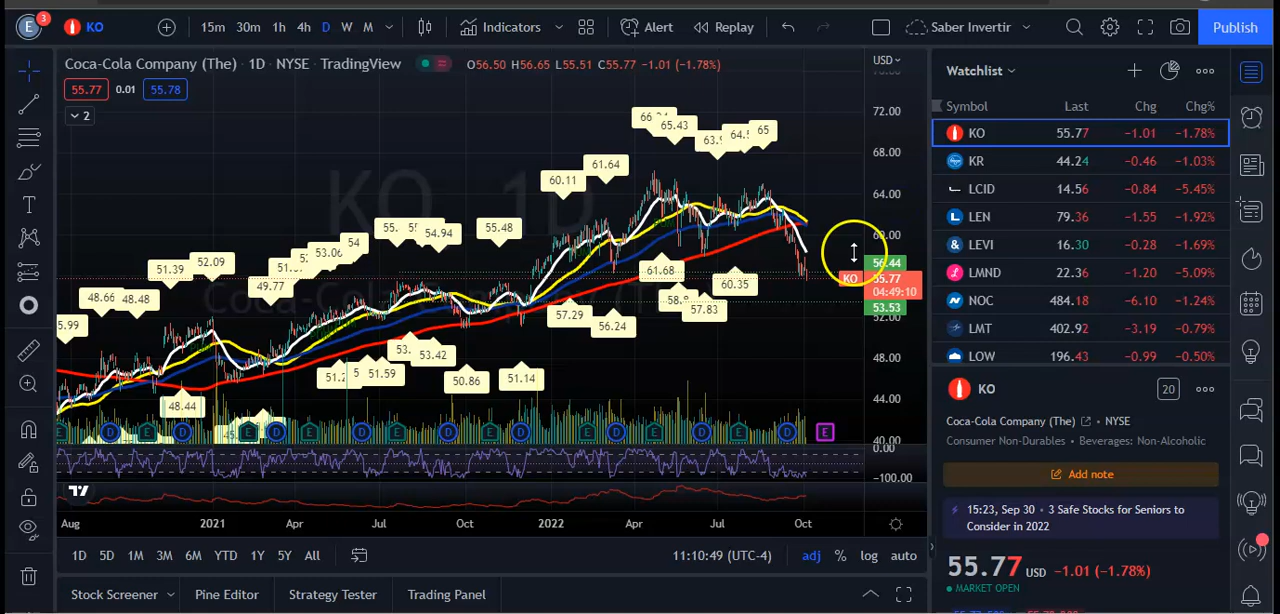 E 3 KO 15m 30m 1h 4h D W M Indicators Alert Replay Saber Invertir Publish
Coca-Cola Company (The) · 1D · NYSE · TradingView O56.50 H56.65 L55.51 C55.77 −1.01 (−1.78%)
55.77 0.01 55.78
2
USD
72.00
68.00
64.00
60.00
56.44
KO 55.77
04:49:10
53.53
52.00
48.00
44.00
40.00
0.00
−100.00
KO 1D
Coca-Cola Company (The)
65.43
65
61.64
60.11
55.48
54.94
54
53.06
52.09
51.39
49.77
48.66
48.48
5.99
61.68
60.35
57.83
57.29
56.24
53.42
51.59
50.86
51.14
48.44
Aug 2021 Apr Jul Oct 2022 Apr Jul Oct
1D 5D 1M 3M 6M YTD 1Y 5Y All 11:10:49 (UTC-4) adj % log auto
Stock Screener Pine Editor Strategy Tester Trading Panel
Watchlist
Symbol Last Chg Chg%
KO 55.77 −1.01 −1.78%
KR 44.24 −0.46 −1.03%
LCID 14.56 −0.84 −5.45%
LEN 79.36 −1.55 −1.92%
LEVI 16.30 −0.28 −1.69%
LMND 22.36 −1.20 −5.09%
NOC 484.18 −6.10 −1.24%
LMT 402.92 −3.19 −0.79%
LOW 196.43 −0.99 −0.50%
KO 20
Coca-Cola Company (The) · NYSE
Consumer Non-Durables · Beverages: Non-Alcoholic
Add note
15:23, Sep 30 · 3 Safe Stocks for Seniors to
Consider in 2022
55.77 USD −1.01 (−1.78%)
MARKET OPEN